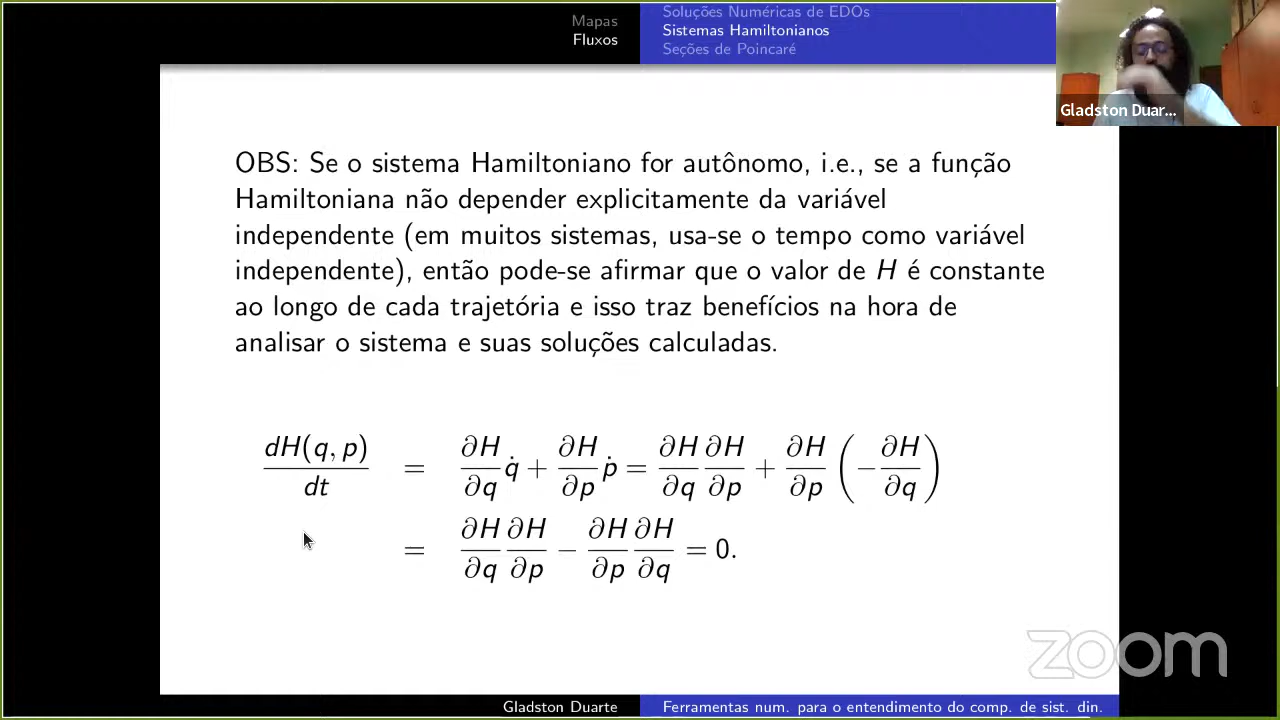 Mapas
Fluxos
Soluções Numéricas de EDOs
Sistemas Hamiltonianos
Seções de Poincaré
Gladston Duar...
OBS: Se o sistema Hamiltoniano for autônomo, i.e., se a função
Hamiltoniana não depender explicitamente da variável
independente (em muitos sistemas, usa-se o tempo como variável
independente), então pode-se afirmar que o valor de H é constante
ao longo de cada trajetória e isso traz benefícios na hora de
analisar o sistema e suas soluções calculadas.
dH(q, p)/dt = ∂H/∂q q̇ + ∂H/∂p ṗ = ∂H/∂q ∂H/∂p + ∂H/∂p (−∂H/∂q)
= ∂H/∂q ∂H/∂p − ∂H/∂p ∂H/∂q = 0.
zoom
Gladston Duarte
Ferramentas num. para o entendimento do comp. de sist. din.